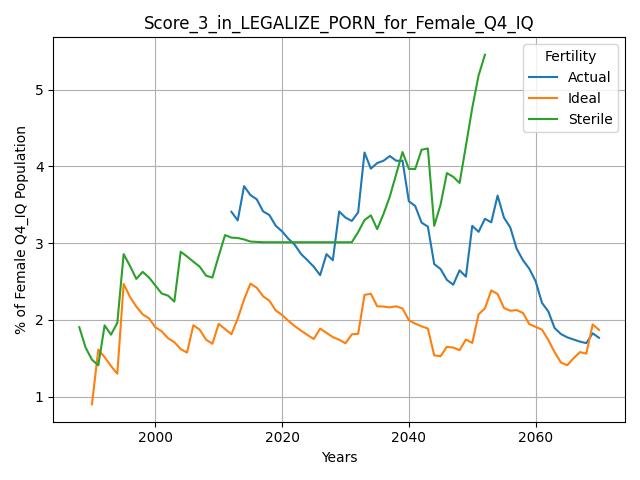 Score_3_in_LEGALIZE_PORN_for_Female_Q4_IQ
% of Female Q4_IQ Population
5
4
3
2
1
Fertility
Actual
Ideal
Sterile
2000
2020
2040
2060
Years